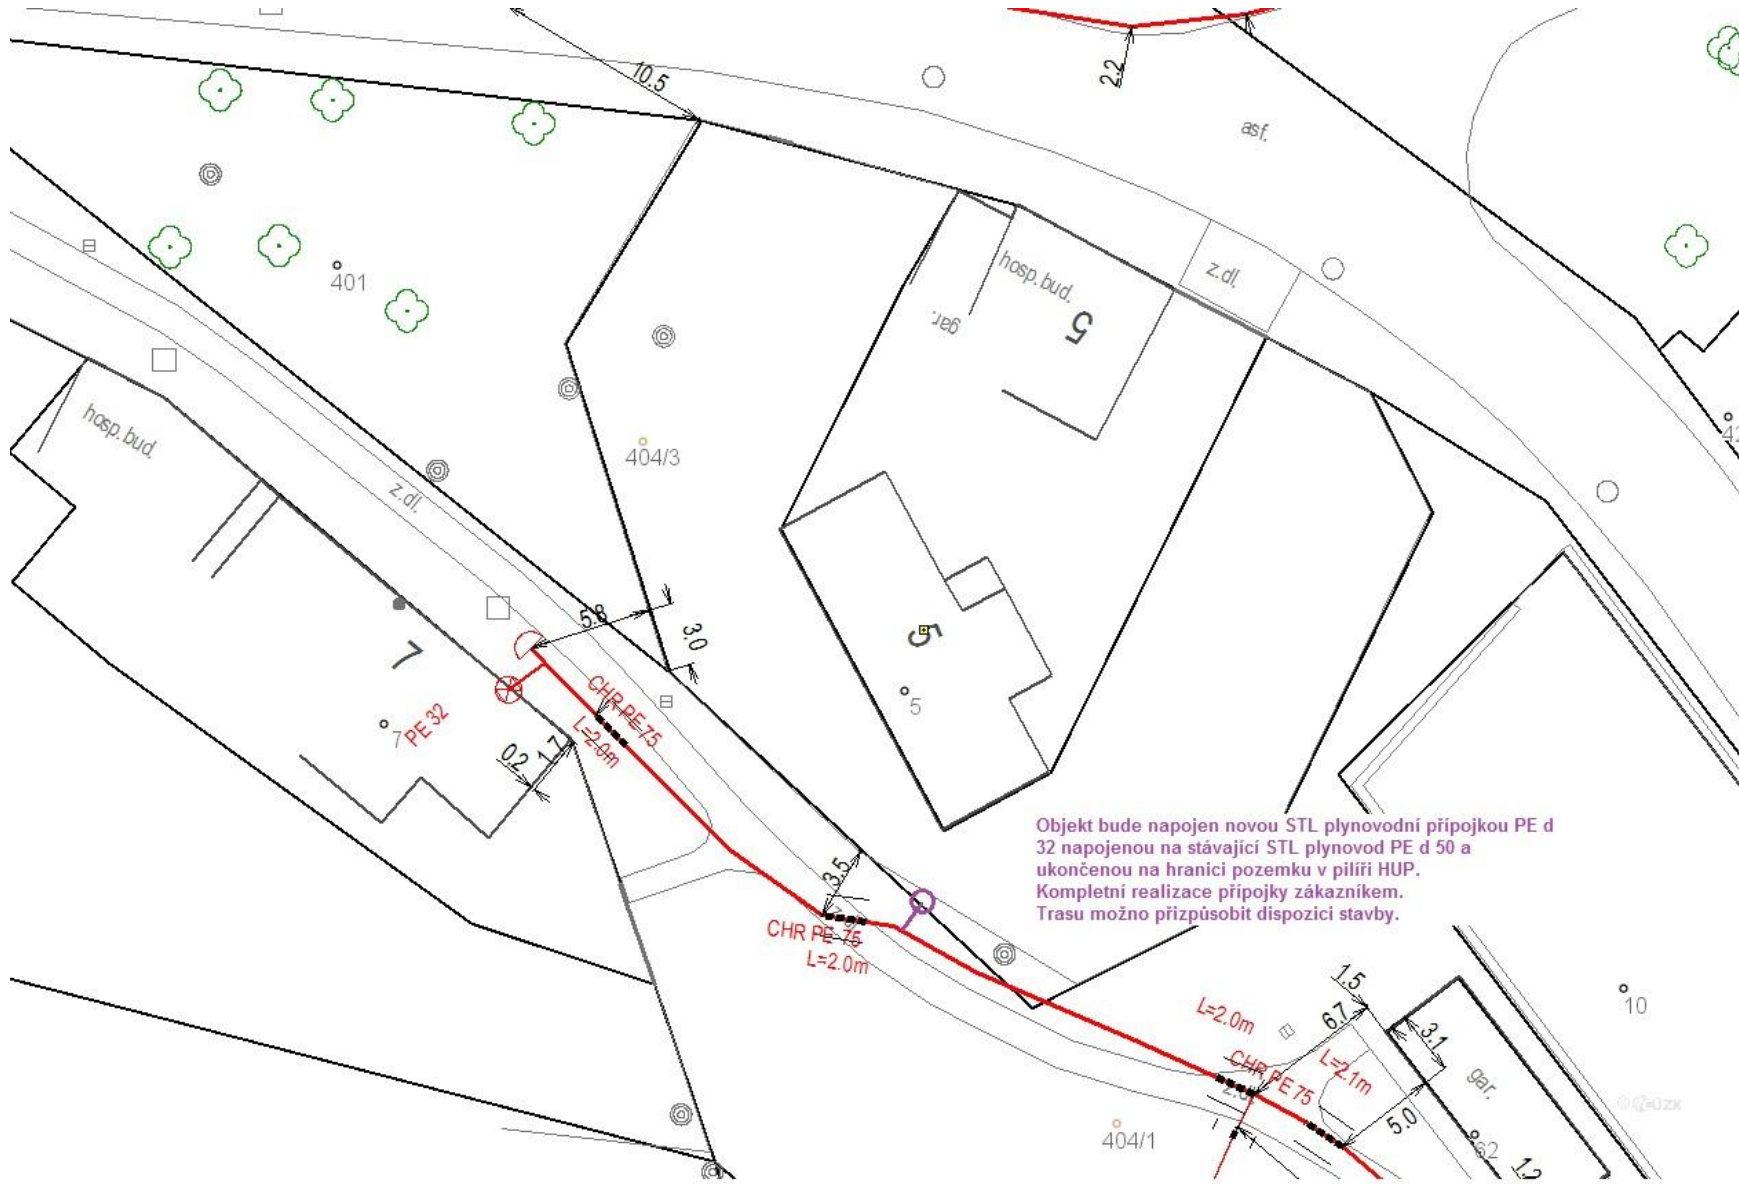 10.5
2.2
asf.
401
hosp.bud.
gar.
5
z.dl.
hosp.bud.
404/3
z.dl.
5.8
3.0
5
7
5
7
PE 32
CHR PE 75
L=2.0m
0.2
1.7
Objekt bude napojen novou STL plynovodní přípojkou PE d
32 napojenou na stávající STL plynovod PE d 50 a
ukončenou na hranici pozemku v pilíři HUP.
Kompletní realizace přípojky zákazníkem.
Trasu možno přizpůsobit dispozici stavby.
3.5
CHR PE 75
L=2.0m
1.5
10
L=2.0m
6.7
3.1
CHR PE 75
L=2.1m
gar.
5.0
404/1
62
1.2